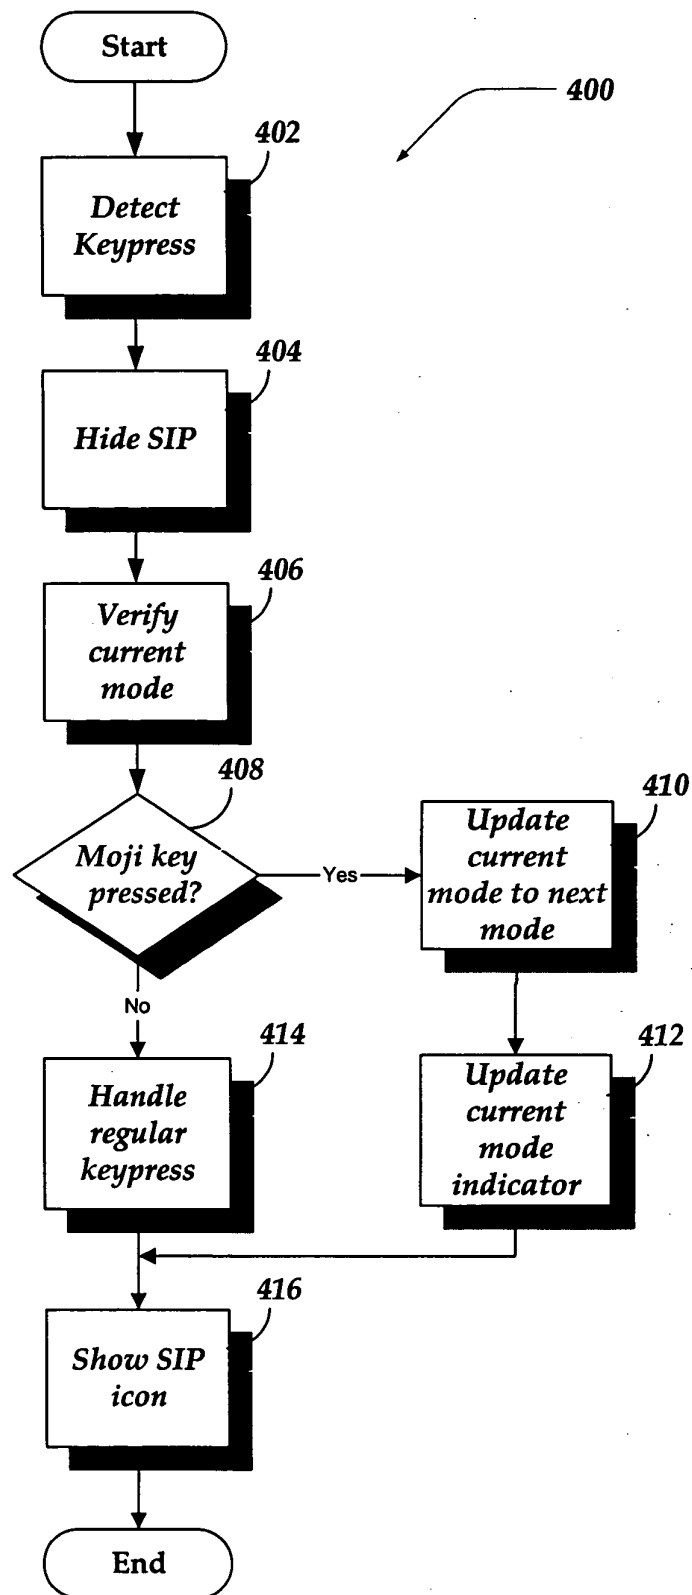 Start
400
402
Detect
Keypress
404
Hide SIP
406
Verify
current
mode
408
Moji key
pressed?
Yes
410
Update
current
mode to next
mode
No
414
Handle
regular
keypress
412
Update
current
mode
indicator
416
Show SIP
icon
End